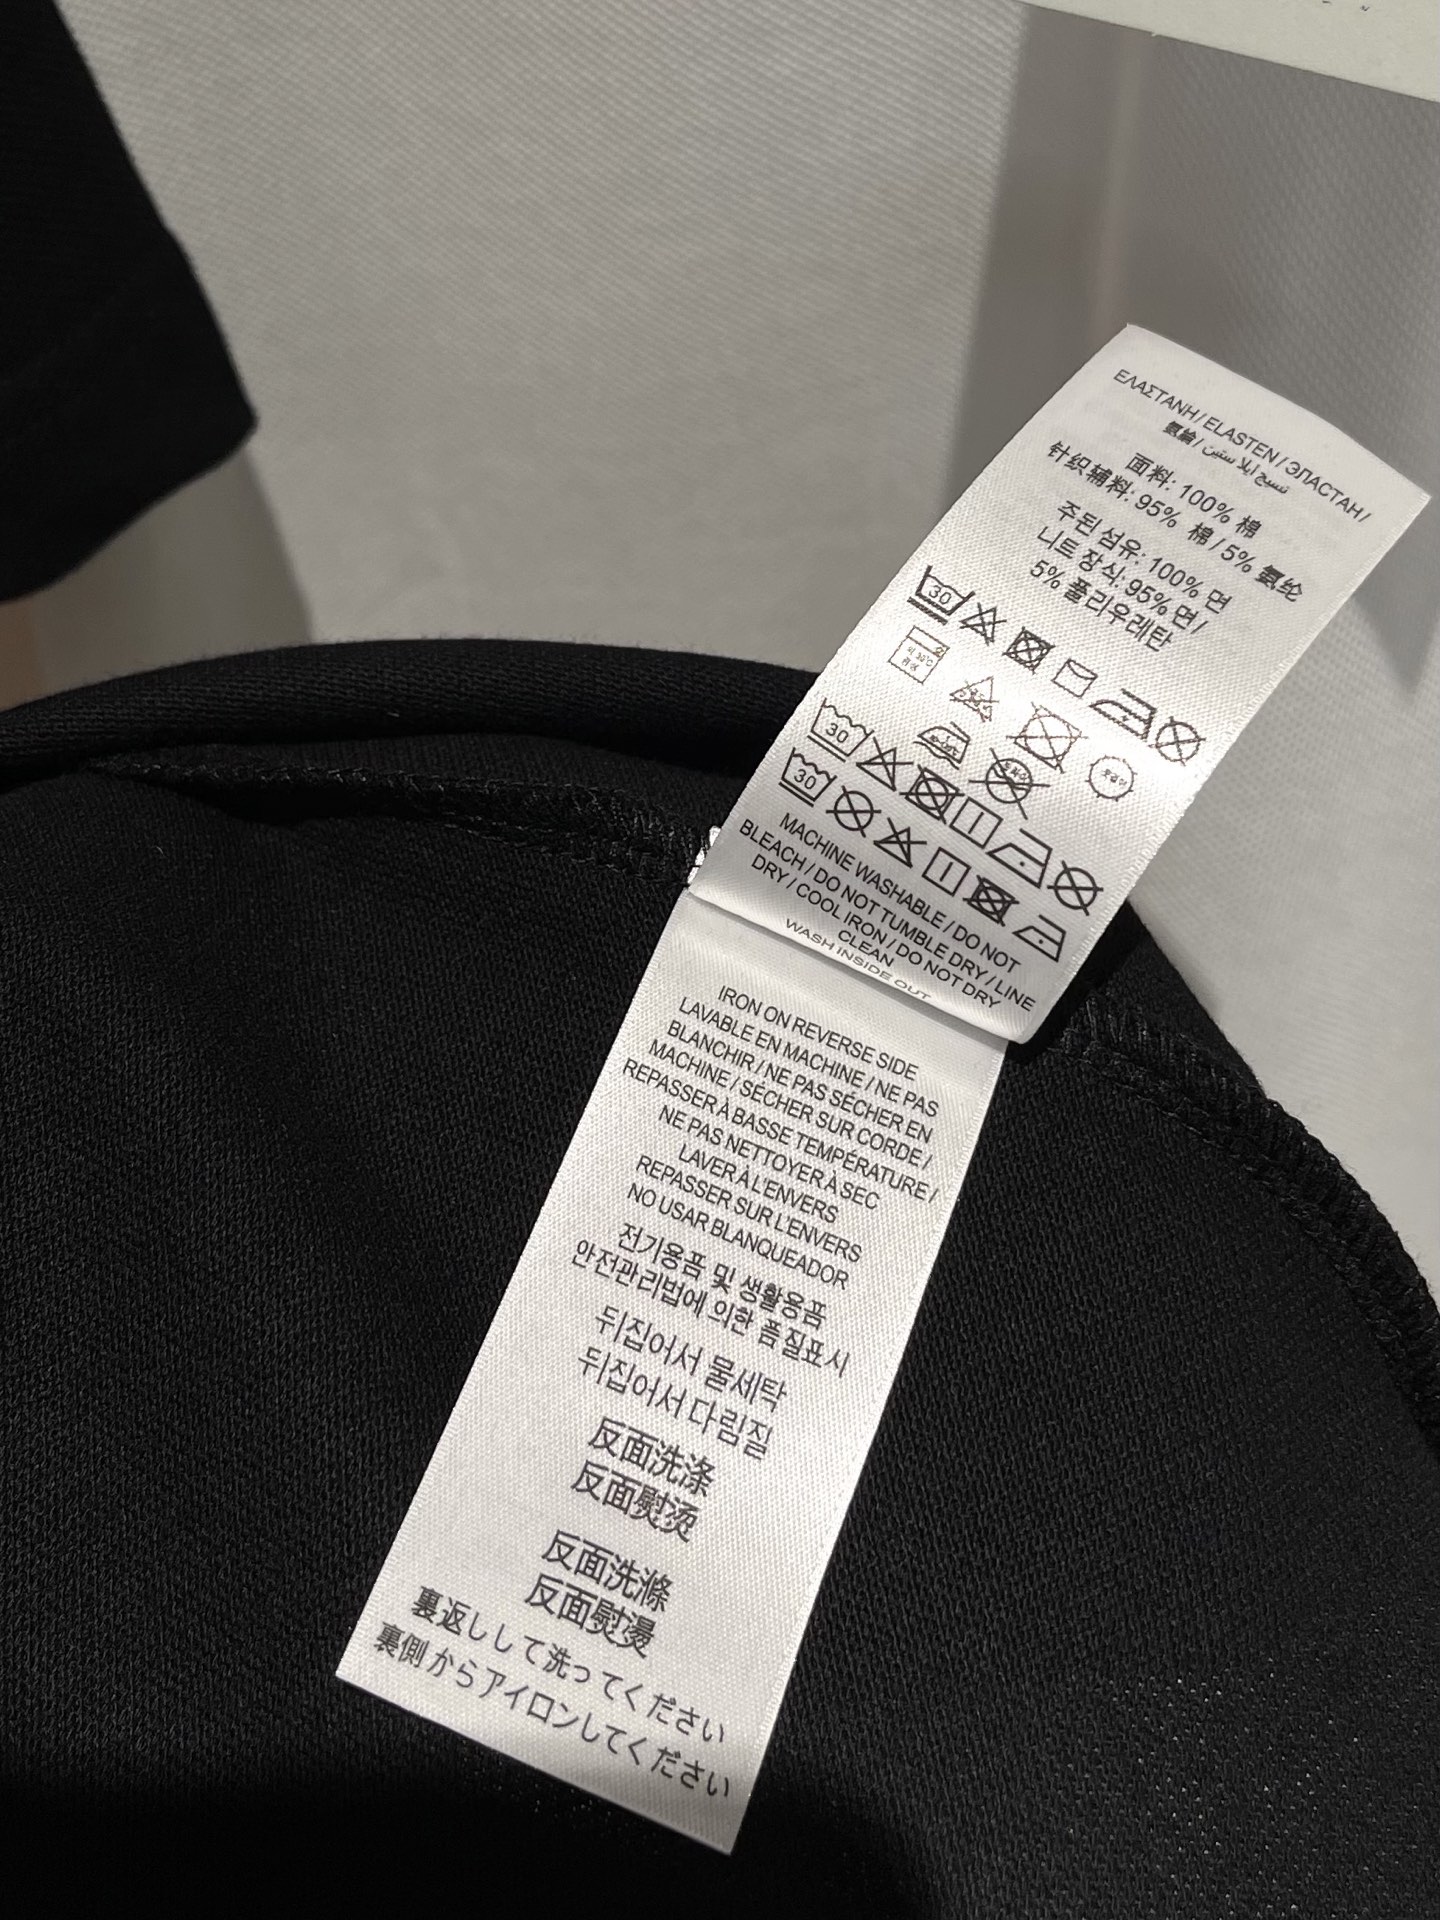 ΕΛΑΣΤΑΝΗ / ELASTEN / ЭЛАСТАН /
氨綸 / نسيج ايلا ستين
面料: 100% 棉
针织辅料: 95% 棉 / 5% 氨纶
주된 섬유: 100% 면
니트 장식: 95% 면 /
5% 폴리우레탄
30
30
30
MACHINE WASHABLE / DO NOT
BLEACH / DO NOT TUMBLE DRY / LINE
DRY / COOL IRON / DO NOT DRY
CLEAN
WASH INSIDE OUT
IRON ON REVERSE SIDE
LAVABLE EN MACHINE / NE PAS
BLANCHIR / NE PAS SÉCHER EN
MACHINE / SÉCHER SUR CORDE /
REPASSER À BASSE TEMPÉRATURE /
NE PAS NETTOYER À SEC
LAVER À L'ENVERS
REPASSER SUR L'ENVERS
NO USAR BLANQUEADOR
전기용품 및 생활용품
안전관리법에 의한 품질표시
뒤집어서 물세탁
뒤집어서 다림질
反面洗涤
反面熨烫
反面洗滌
反面熨燙
裏返しして洗ってください
裏側からアイロンしてください